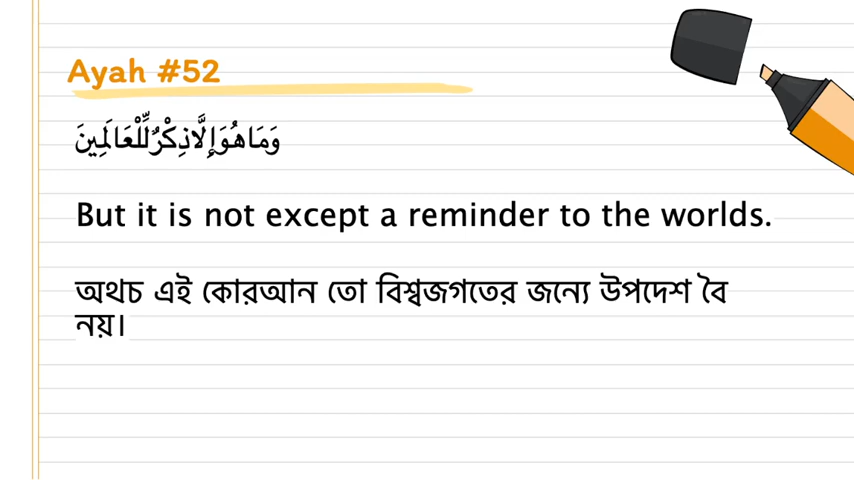 Ayah #52
وَمَا هُوَ إِلَّا ذِكْرٌ لِّلْعَالَمِينَ
But it is not except a reminder to the worlds.
অথচ এই কোরআন তো বিশ্বজগতের জন্যে উপদেশ বৈ
নয়।